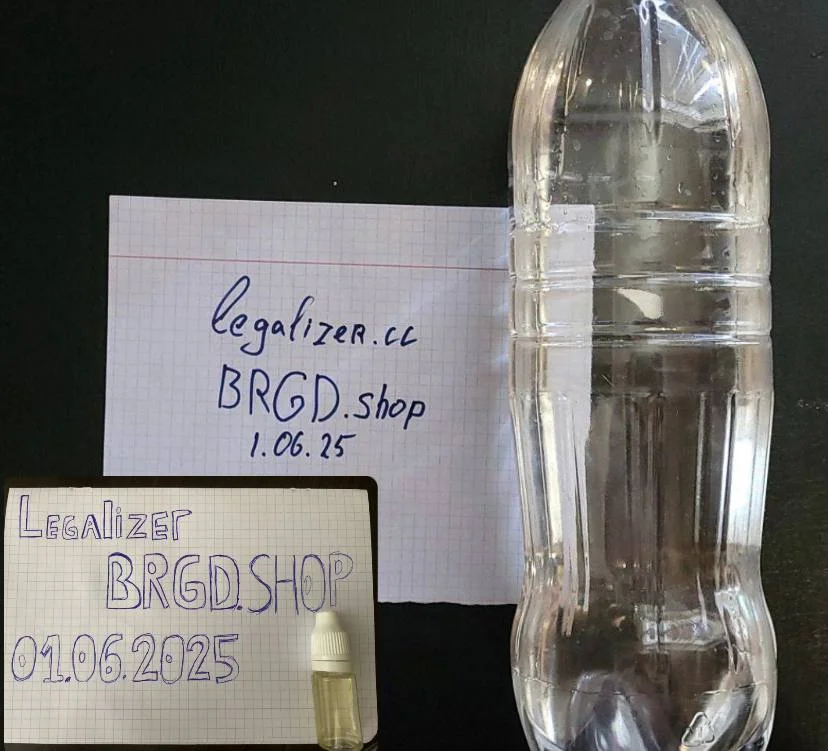 legalizer.cc
BRGD.shop
1.06.25
LEGAlizEr
BRGD.SHOP
01.06.2025